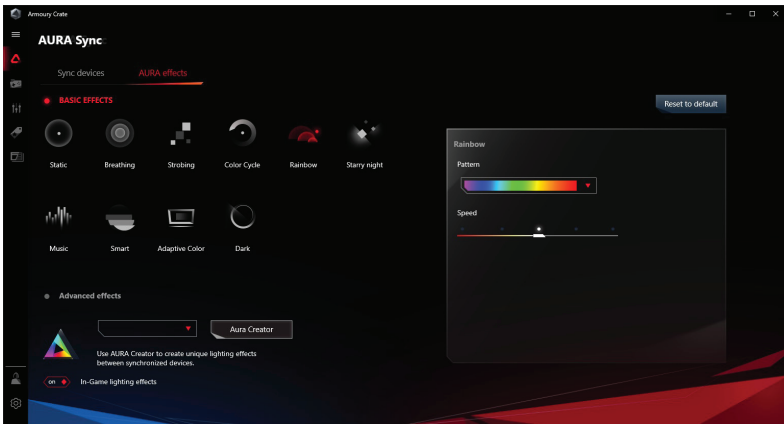 Armoury Crate
AURA Sync
Sync devices
AURA effects
BASIC EFFECTS
Reset to default
Static
Breathing
Strobing
Color Cycle
Rainbow
Starry night
Music
Smart
Adaptive Color
Dark
Rainbow
Pattern
Speed
Advanced effects
Aura Creator
Use AURA Creator to create unique lighting effects
between synchronized devices.
on
In-Game lighting effects